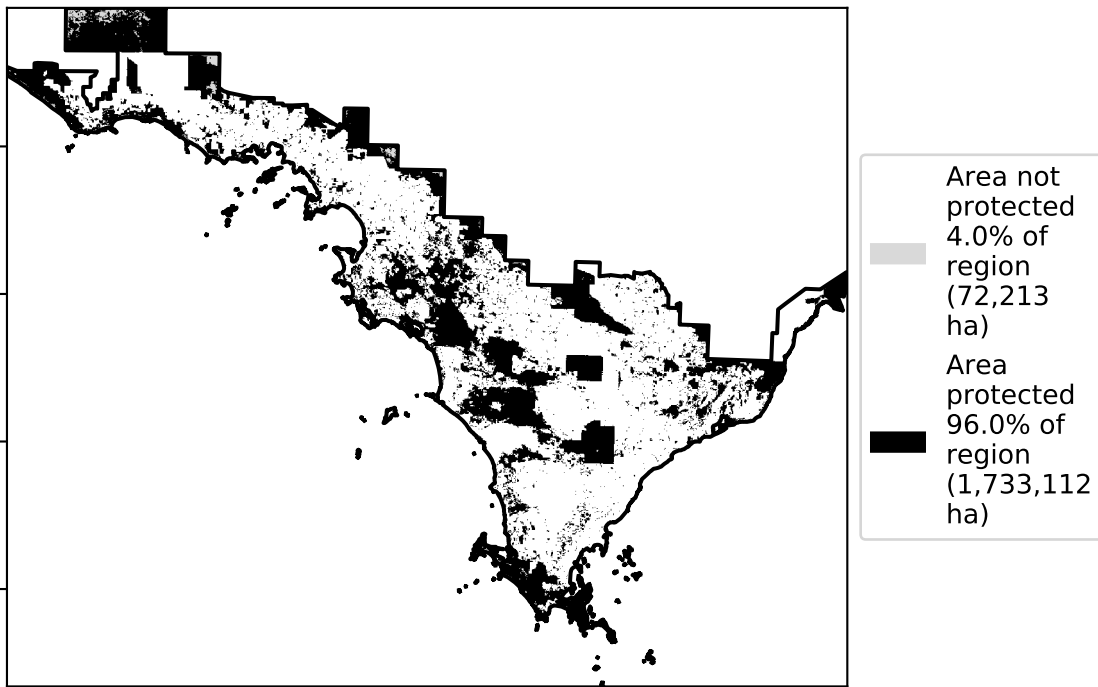 Area not
protected
4.0% of
region
(72,213
ha)
Area
protected
96.0% of
region
(1,733,112
ha)